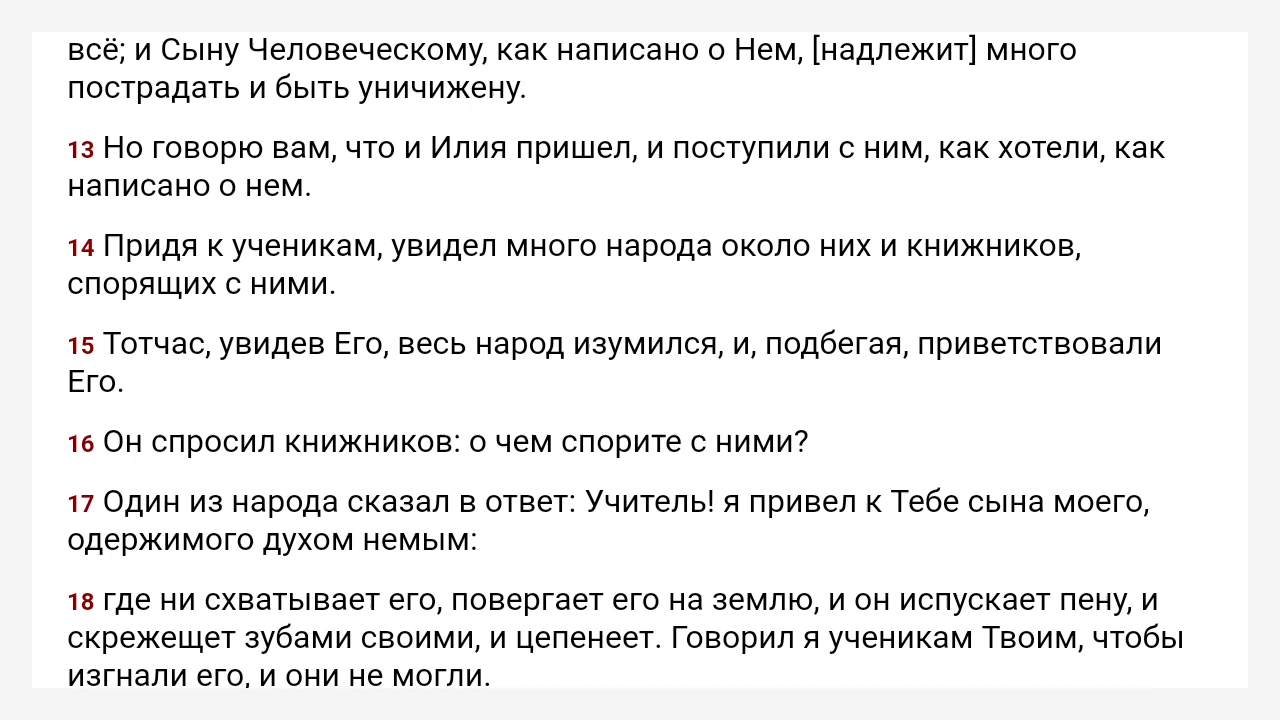 всё; и Сыну Человеческому, как написано о Нем, [надлежит] много
пострадать и быть уничижену.
13 Но говорю вам, что и Илия пришел, и поступили с ним, как хотели, как
написано о нем.
14 Придя к ученикам, увидел много народа около них и книжников,
спорящих с ними.
15 Тотчас, увидев Его, весь народ изумился, и, подбегая, приветствовали
Его.
16 Он спросил книжников: о чем спорите с ними?
17 Один из народа сказал в ответ: Учитель! я привел к Тебе сына моего,
одержимого духом немым:
18 где ни схватывает его, повергает его на землю, и он испускает пену, и
скрежещет зубами своими, и цепенеет. Говорил я ученикам Твоим, чтобы
изгнали его, и они не могли.